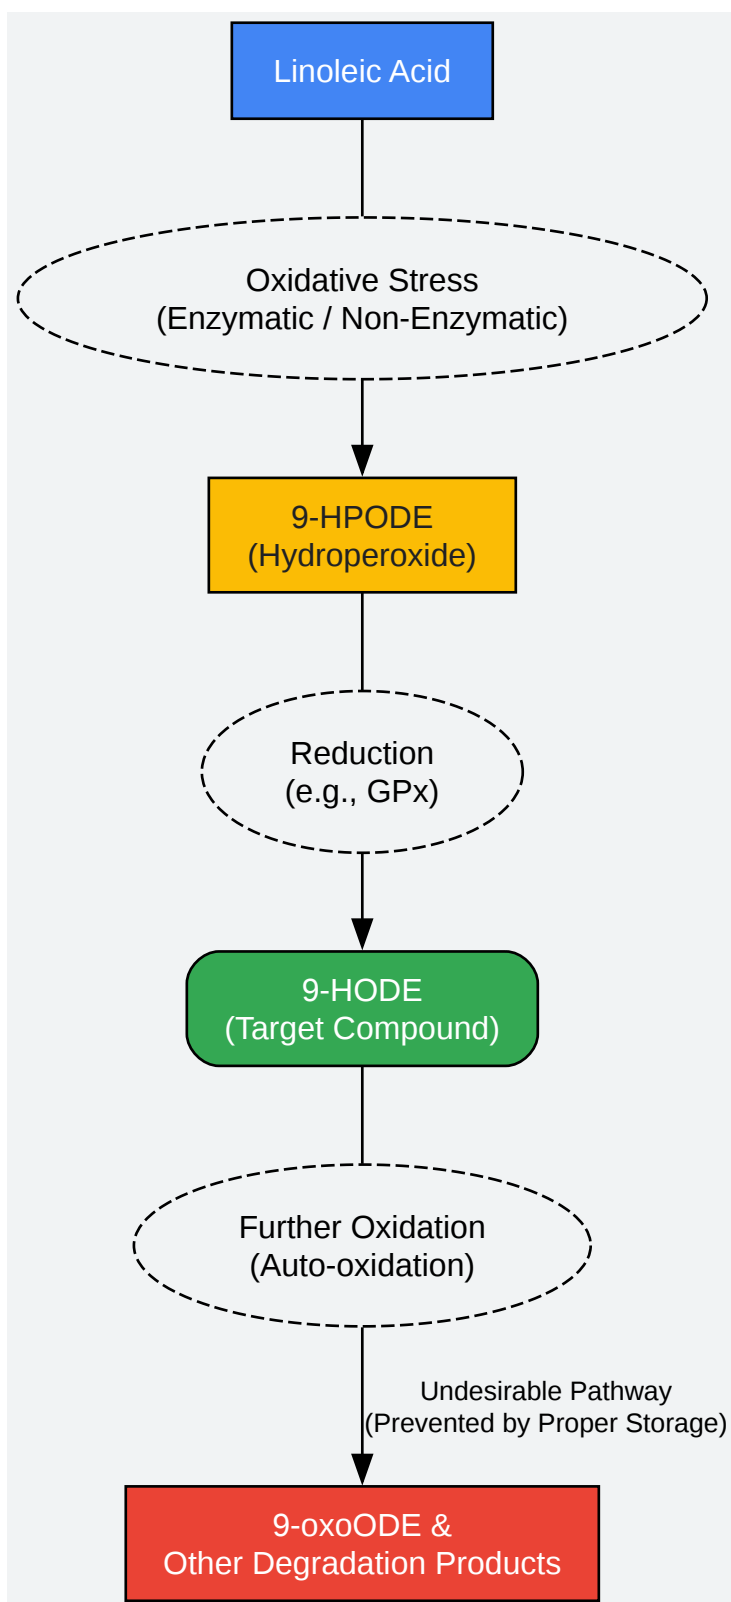 Linoleic Acid
Oxidative Stress
(Enzymatic / Non-Enzymatic)
9-HPODE
(Hydroperoxide)
Reduction
(e.g., GPx)
9-HODE
(Target Compound)
Further Oxidation
(Auto-oxidation)
Undesirable Pathway
(Prevented by Proper Storage)
9-oxoODE &
Other Degradation Products